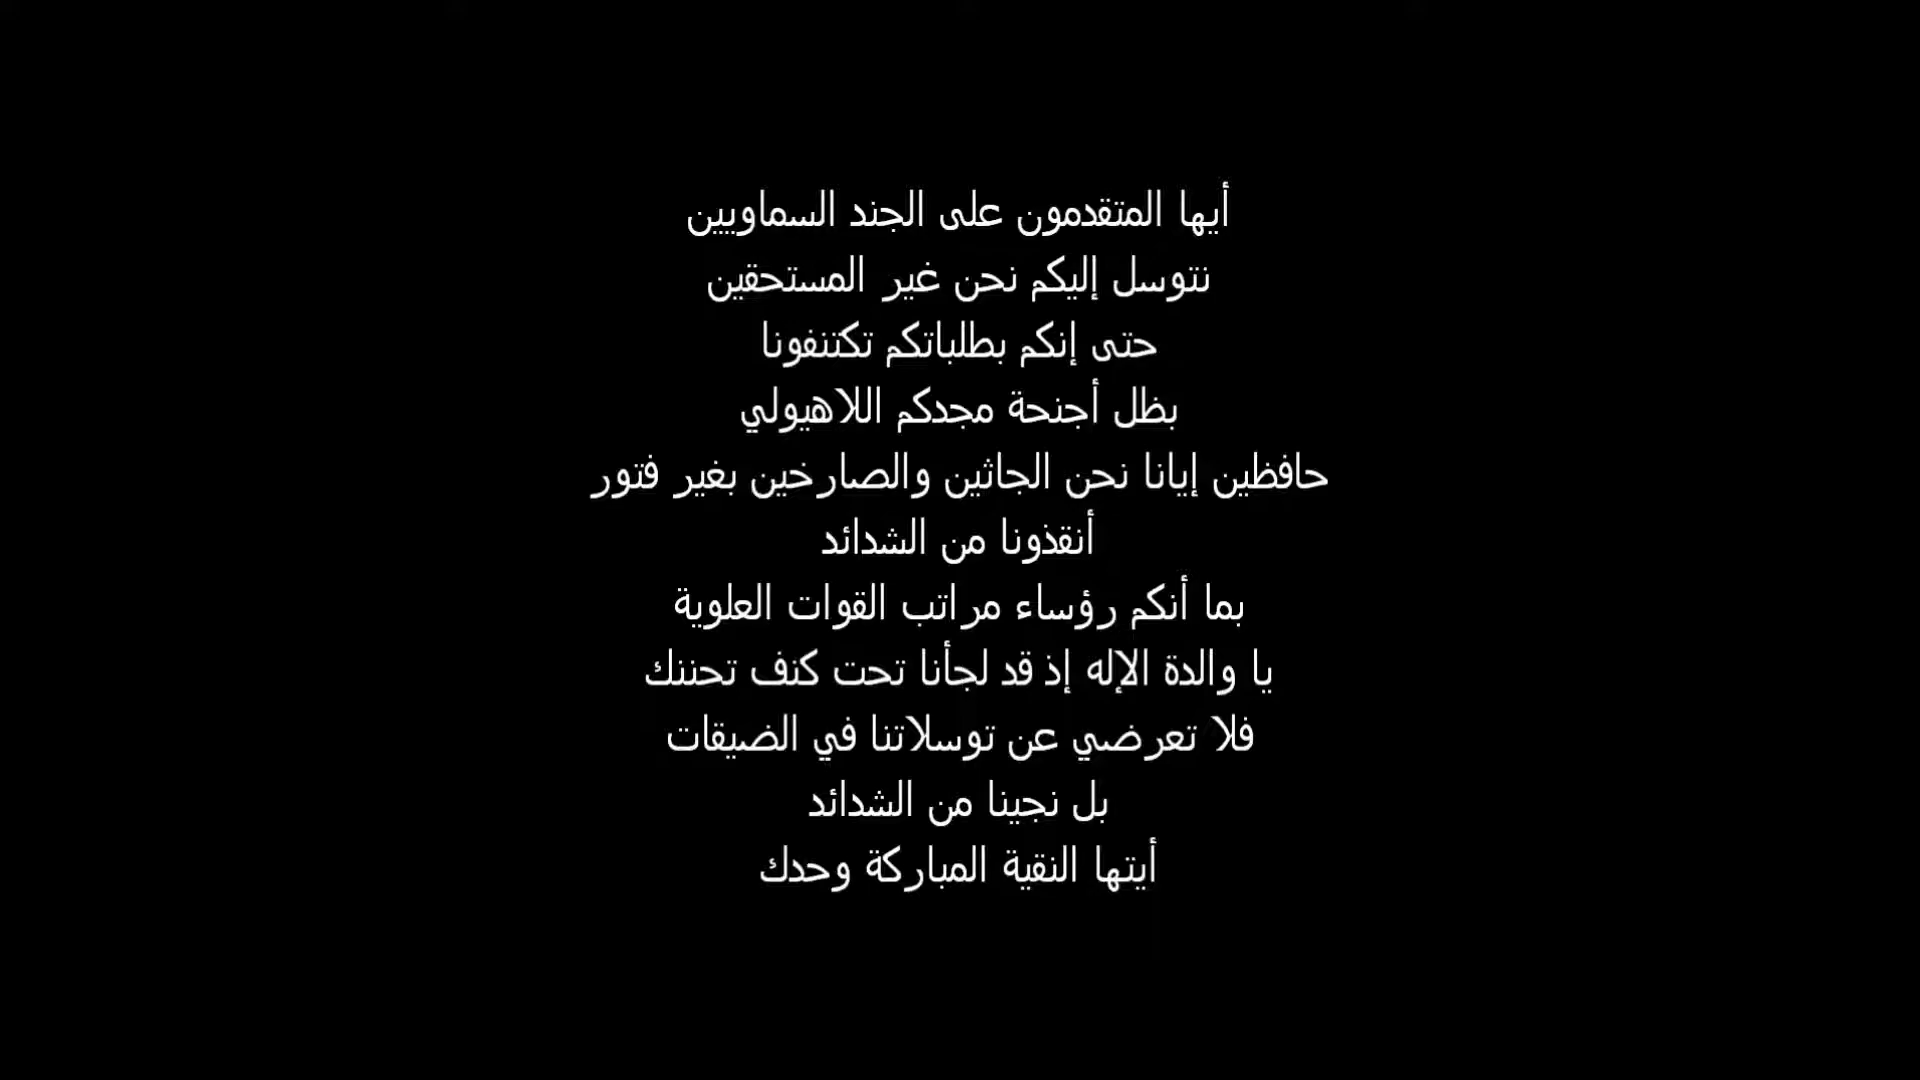 أيها المتقدمون على الجند السماويين
نتوسل إليكم نحن غير المستحقين
حتى إنكم بطلباتكم تكتنفونا
بظل أجنحة مجدكم اللاهيولي
حافظين إيانا نحن الجاثين والصارخين بغير فتور
أنقذونا من الشدائد
بما أنكم رؤساء مراتب القوات العلوية
يا والدة الإله إذ قد لجأنا تحت كنف تحننك
فلا تعرضي عن توسلاتنا في الضيقات
بل نجينا من الشدائد
أيتها النقية المباركة وحدك